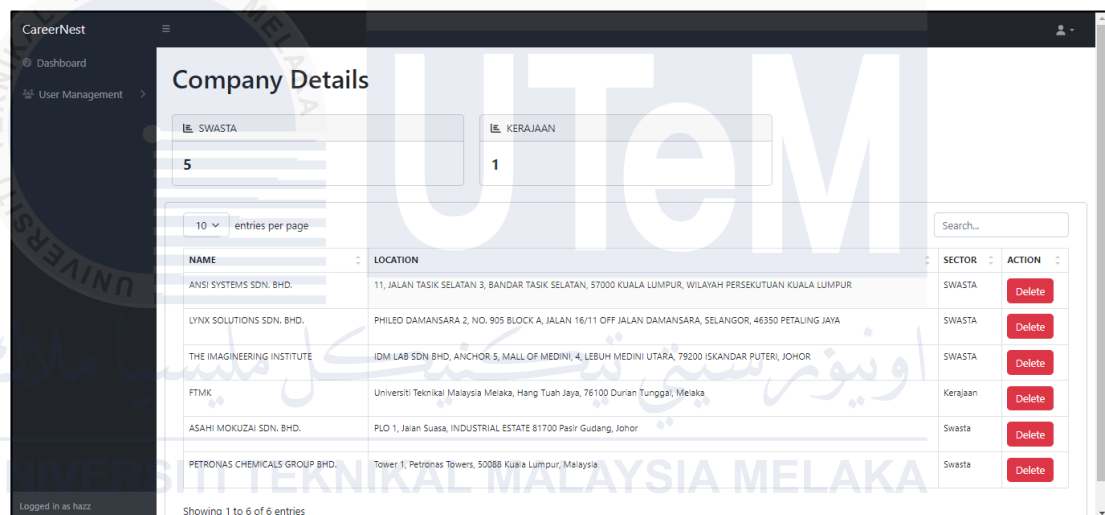 CareerNest
Dashboard
User Management
Logged in as hazz
Company Details
SWASTA
5
KERAJAAN
1
10 entries per page
Search...
NAME LOCATION SECTOR ACTION
ANSI SYSTEMS SDN. BHD. 11, JALAN TASIK SELATAN 3, BANDAR TASIK SELATAN, 57000 KUALA LUMPUR, WILAYAH PERSEKUTUAN KUALA LUMPUR SWASTA Delete
LYNX SOLUTIONS SDN. BHD. PHILEO DAMANSARA 2, NO. 905 BLOCK A, JALAN 16/11 OFF JALAN DAMANSARA, SELANGOR, 46350 PETALING JAYA SWASTA Delete
THE IMAGINEERING INSTITUTE IDM LAB SDN BHD, ANCHOR 5, MALL OF MEDINI, 4, LEBUH MEDINI UTARA, 79200 ISKANDAR PUTERI, JOHOR SWASTA Delete
FTMK Universiti Teknikal Malaysia Melaka, Hang Tuah Jaya, 76100 Durian Tunggal, Melaka Kerajaan Delete
ASAHI MOKUZAI SDN. BHD. PLO 1, Jalan Suasa, INDUSTRIAL ESTATE 81700 Pasir Gudang, Johor Swasta Delete
PETRONAS CHEMICALS GROUP BHD. Tower 1, Petronas Towers, 50088 Kuala Lumpur, Malaysia Swasta Delete
Showing 1 to 6 of 6 entries
UTeM
اونيورسيتي تيكنيكل مليسيا ملاك
UNIVERSITI TEKNIKAL MALAYSIA MELAKA